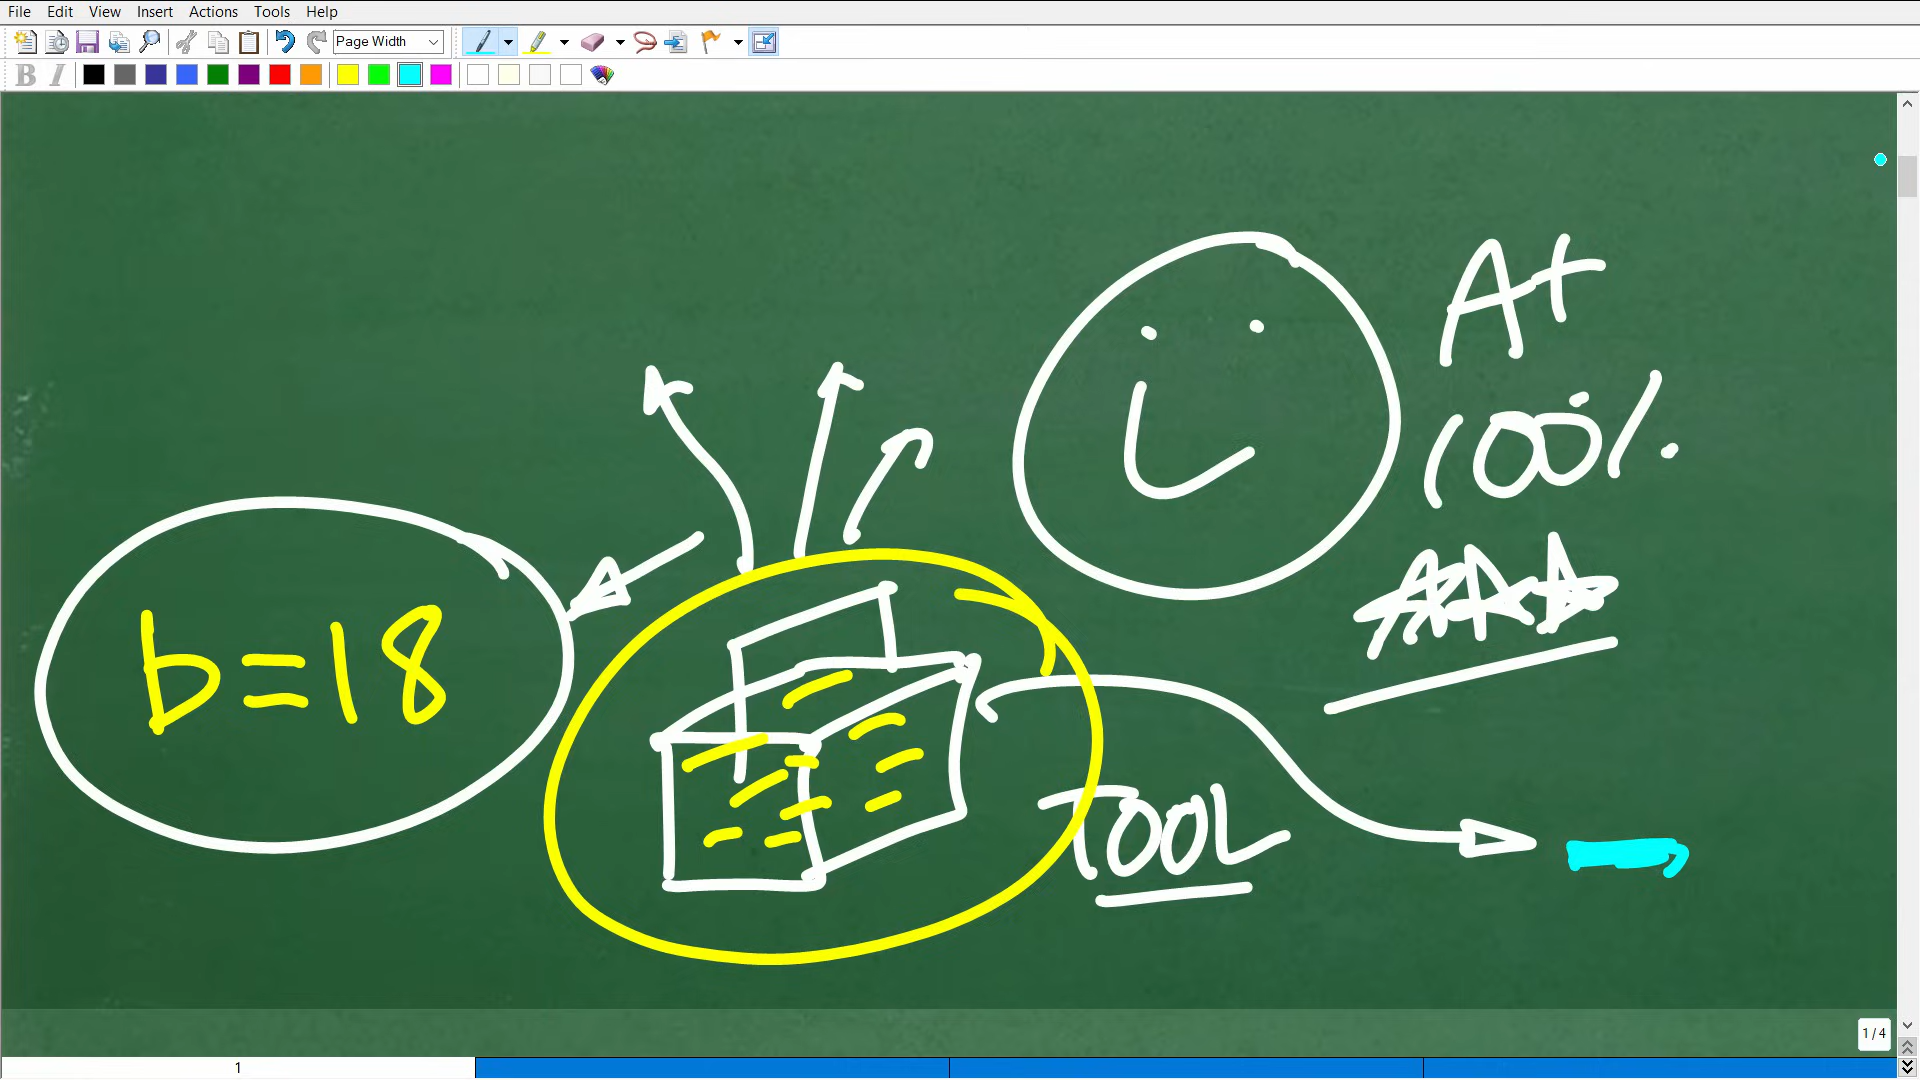 File Edit View Insert Actions Tools Help
Page Width
B I
A+
100%
b=18
TOOL
1 / 4
1